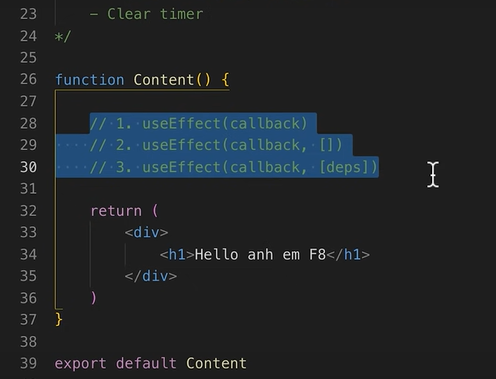 23 - Clear timer
24 */
25
26 function Content() {
27
28 // 1. useEffect(callback)
29 // 2. useEffect(callback, [])
30 // 3. useEffect(callback, [deps])
31
32 return (
33 <div>
34 <h1>Hello anh em F8</h1>
35 </div>
36 )
37 }
38
39 export default Content